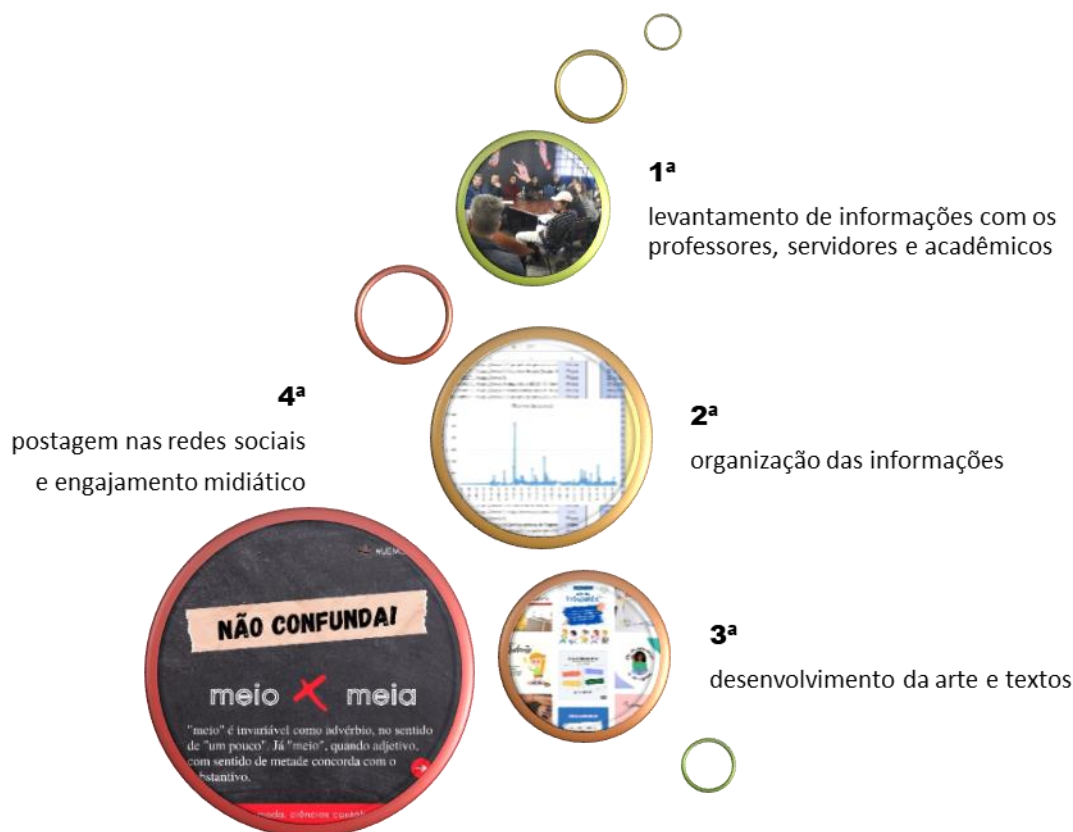 1ª
levantamento de informações com os
professores, servidores e acadêmicos
2ª
organização das informações
3ª
desenvolvimento da arte e textos
4ª
postagem nas redes sociais
e engajamento midiático
NÃO CONFUNDA!
meio X meia
"meio" é invariável como advérbio, no sentido
de "um pouco". Já "meio", quando adjetivo,
com sentido de metade concorda com o
substantivo.
moda, ciências